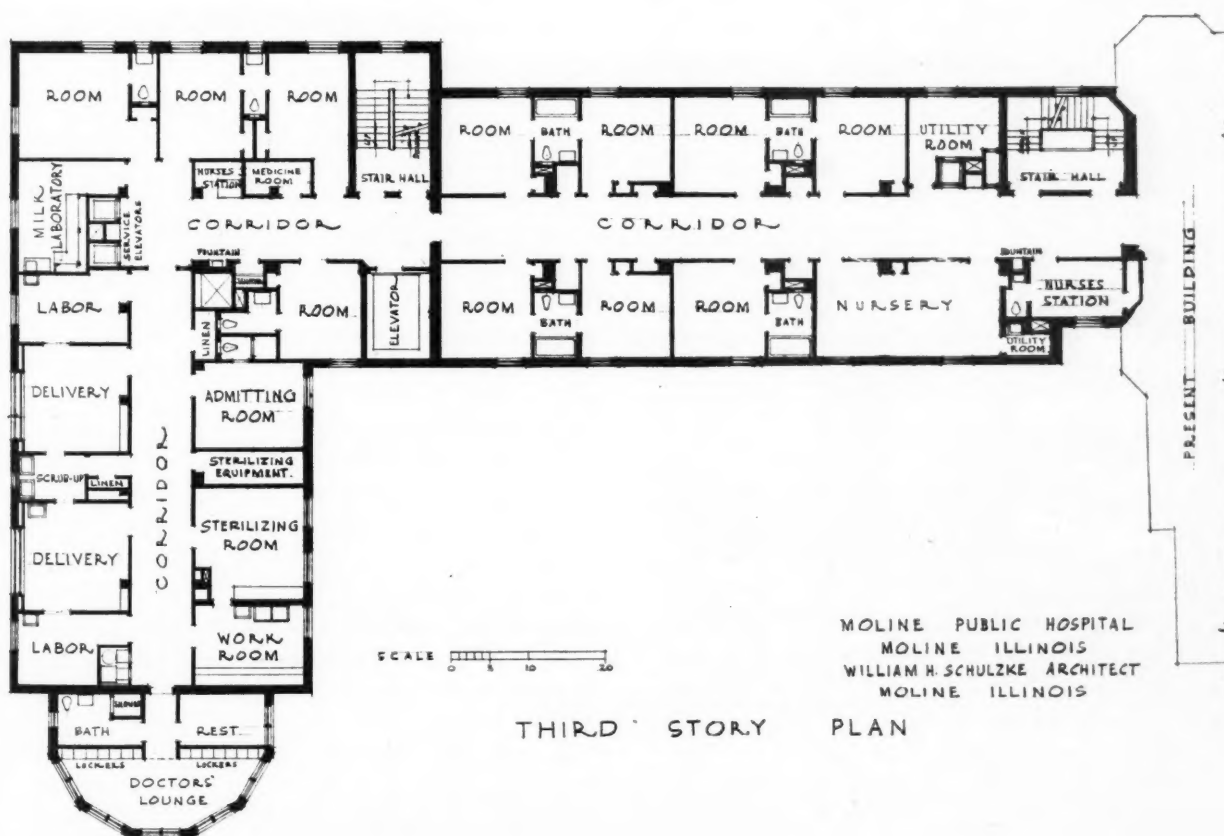 ROOM
ROOM
ROOM
STAIR HALL
ROOM
BATH
ROOM
ROOM
BATH
ROOM
UTILITY
ROOM
STAIR HALL
MILK
LABORATORY
SERVICE
ELEVATORS
NURSES
STATION
MEDICINE
ROOM
CORRIDOR
CORRIDOR
FOUNTAIN
FOUNTAIN
LABOR
LINEN
ROOM
ELEVATOR
ROOM
BATH
ROOM
ROOM
BATH
NURSERY
NURSES
STATION
UTILITY
ROOM
PRESENT BUILDING
DELIVERY
ADMITTING
ROOM
CORRIDOR
SCRUB-UP
LINEN
STERILIZING
EQUIPMENT.
STERILIZING
ROOM
DELIVERY
LABOR
WORK
ROOM
SCALE
0 5 10 20
MOLINE PUBLIC HOSPITAL
MOLINE ILLINOIS
WILLIAM H. SCHULZKE ARCHITECT
MOLINE ILLINOIS
THIRD STORY PLAN
BATH
REST
LOCKERS
LOCKERS
DOCTORS'
LOUNGE